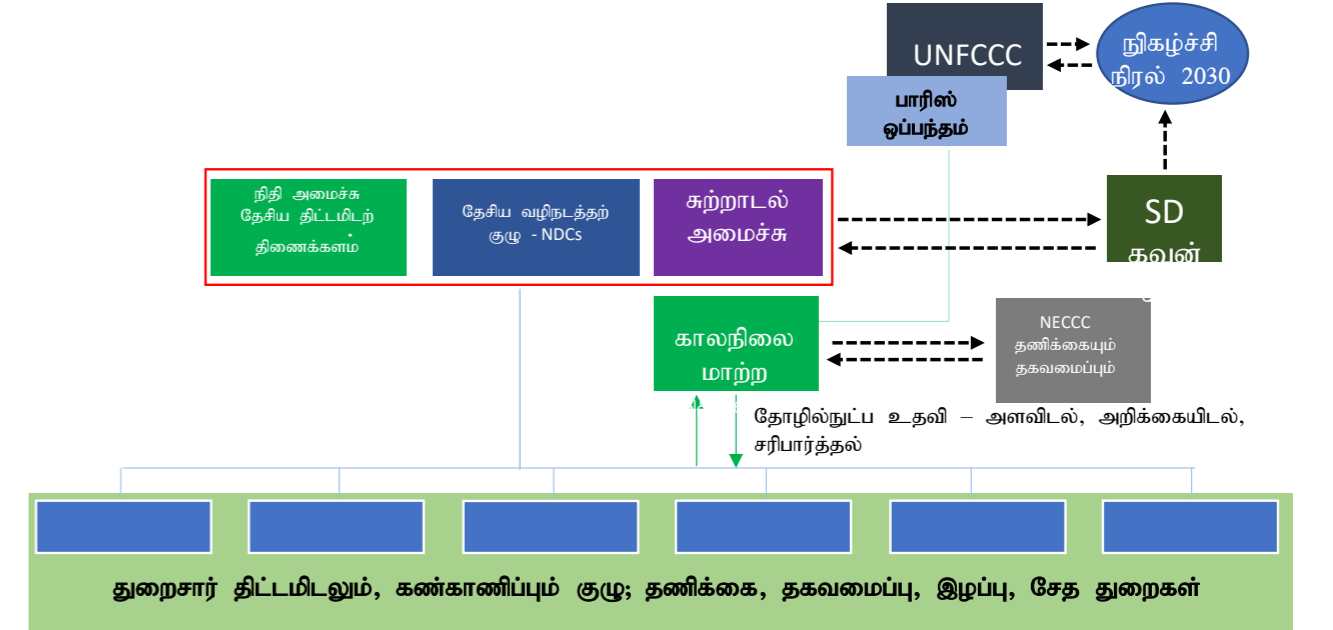 UNFCCC
நிகழ்ச்சி
நிரல் 2030
பாரிஸ்
ஒப்பந்தம்
நிதி அமைச்சு
தேசிய திட்டமிடற்
திணைக்களம்
தேசிய வழிநடத்தற்
குழு - NDCs
சுற்றாடல்
அமைச்சு
SD
கவுன்
காலநிலை
மாற்ற
NECCC
தணிக்கையும்
தகவமைப்பும்
தோழில்நுட்ப உதவி – அளவிடல், அறிக்கையிடல்,
சரிபார்த்தல்
துறைசார் திட்டமிடலும், கண்காணிப்பும் குழு; தணிக்கை, தகவமைப்பு, இழப்பு, சேத துறைகள்